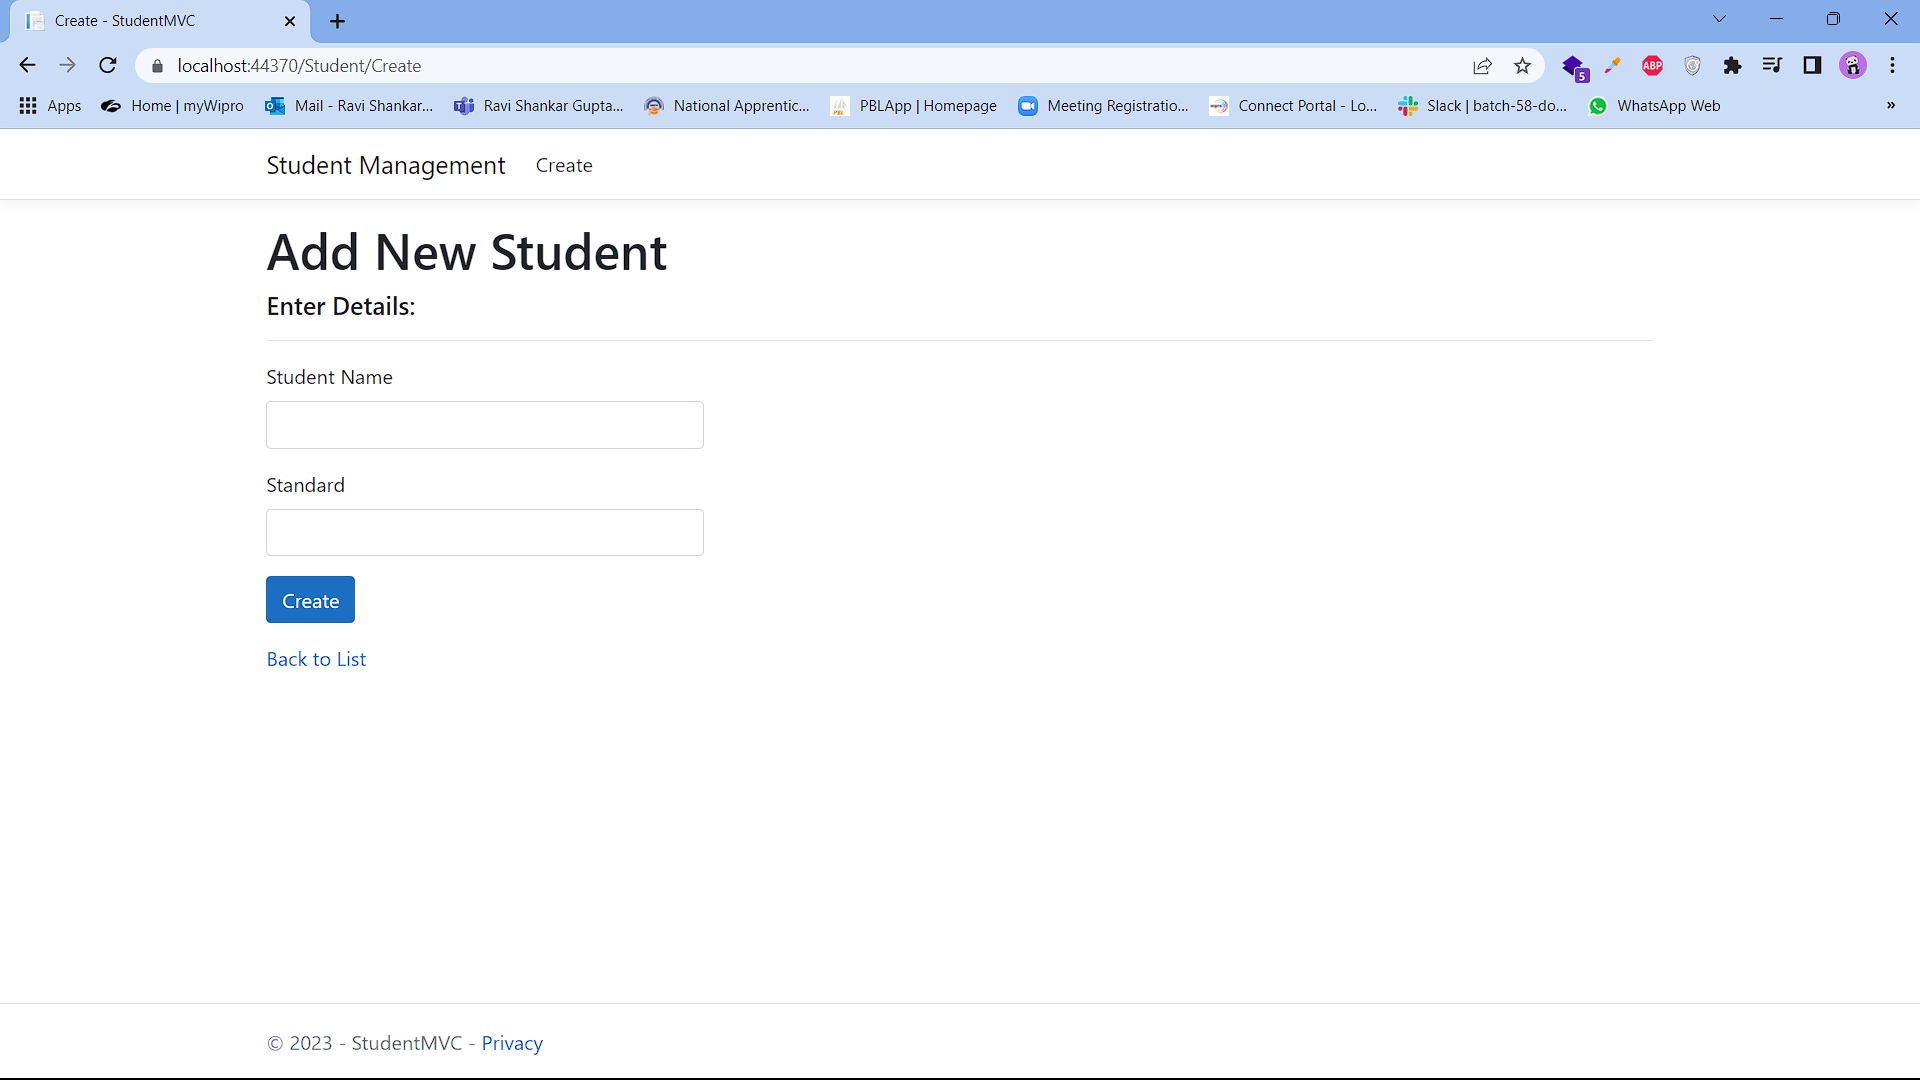 Create - StudentMVC
localhost:44370/Student/Create
5
ABP
Apps
Home | myWipro
Mail - Ravi Shankar...
Ravi Shankar Gupta...
National Apprentic...
PBLApp | Homepage
Meeting Registratio...
Connect Portal - Lo...
Slack | batch-58-do...
WhatsApp Web
»
Student Management
Create
Add New Student
Enter Details:
Student Name
Standard
Create
Back to List
© 2023 - StudentMVC - Privacy